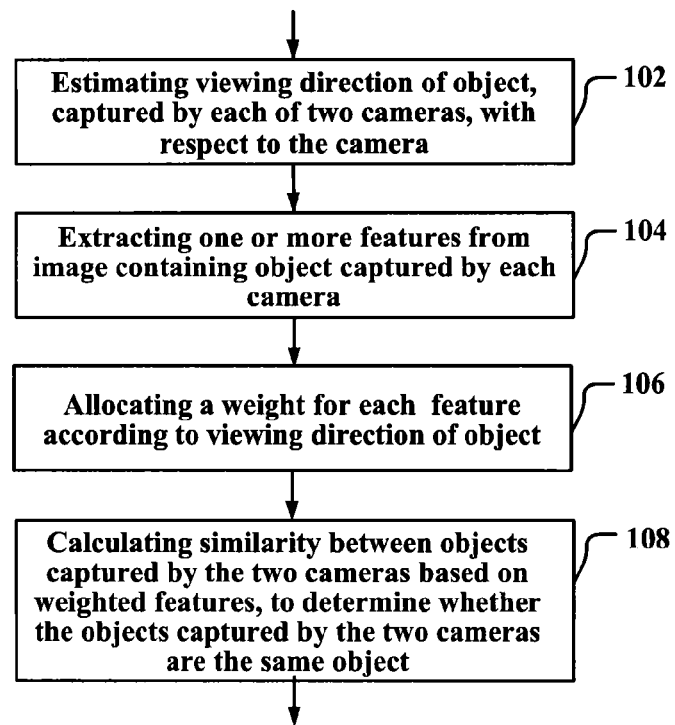 Estimating viewing direction of object,
captured by each of two cameras, with
respect to the camera
102
Extracting one or more features from
image containing object captured by each
camera
104
Allocating a weight for each feature
according to viewing direction of object
106
Calculating similarity between objects
captured by the two cameras based on
weighted features, to determine whether
the objects captured by the two cameras
are the same object
108